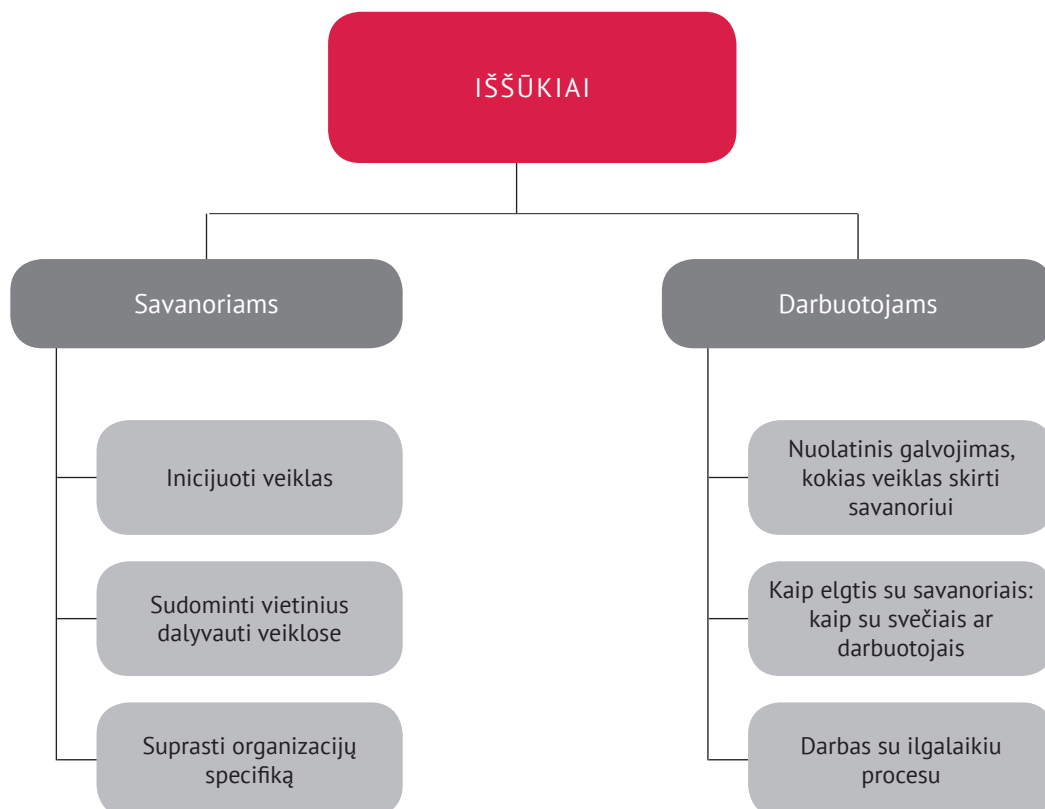 IŠŠŪKIAI
Savanoriams
Inicijuoti veiklas
Sudominti vietinius
dalyvauti veiklose
Suprasti organizacijų
specifiką
Darbuotojams
Nuolatinis galvojimas,
kokias veiklas skirti
savanoriui
Kaip elgtis su savanoriais:
kaip su svečiais ar
darbuotojais
Darbas su ilgalaikiu
procesu